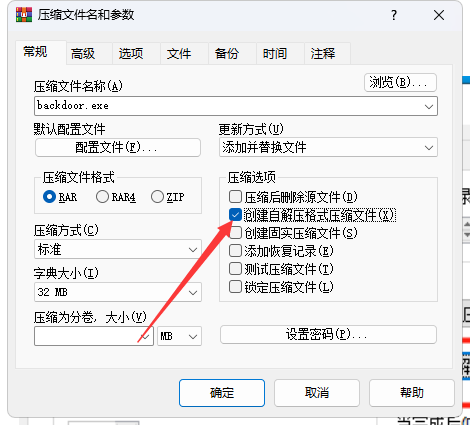 压缩文件名和参数
常规 高级 选项 文件 备份 时间 注释
压缩文件名称(A)
浏览(B)...
backdoor.exe
默认配置文件
配置文件(F)...
更新方式(U)
添加并替换文件
压缩文件格式
RAR RAR4 ZIP
压缩方式(C)
标准
字典大小(I)
32 MB
压缩为分卷，大小(V)
MB
压缩选项
压缩后删除源文件(D)
创建自解压格式压缩文件(X)
创建固实压缩文件(S)
添加恢复记录(E)
测试压缩文件(T)
锁定压缩文件(L)
设置密码(P)...
确定 取消 帮助